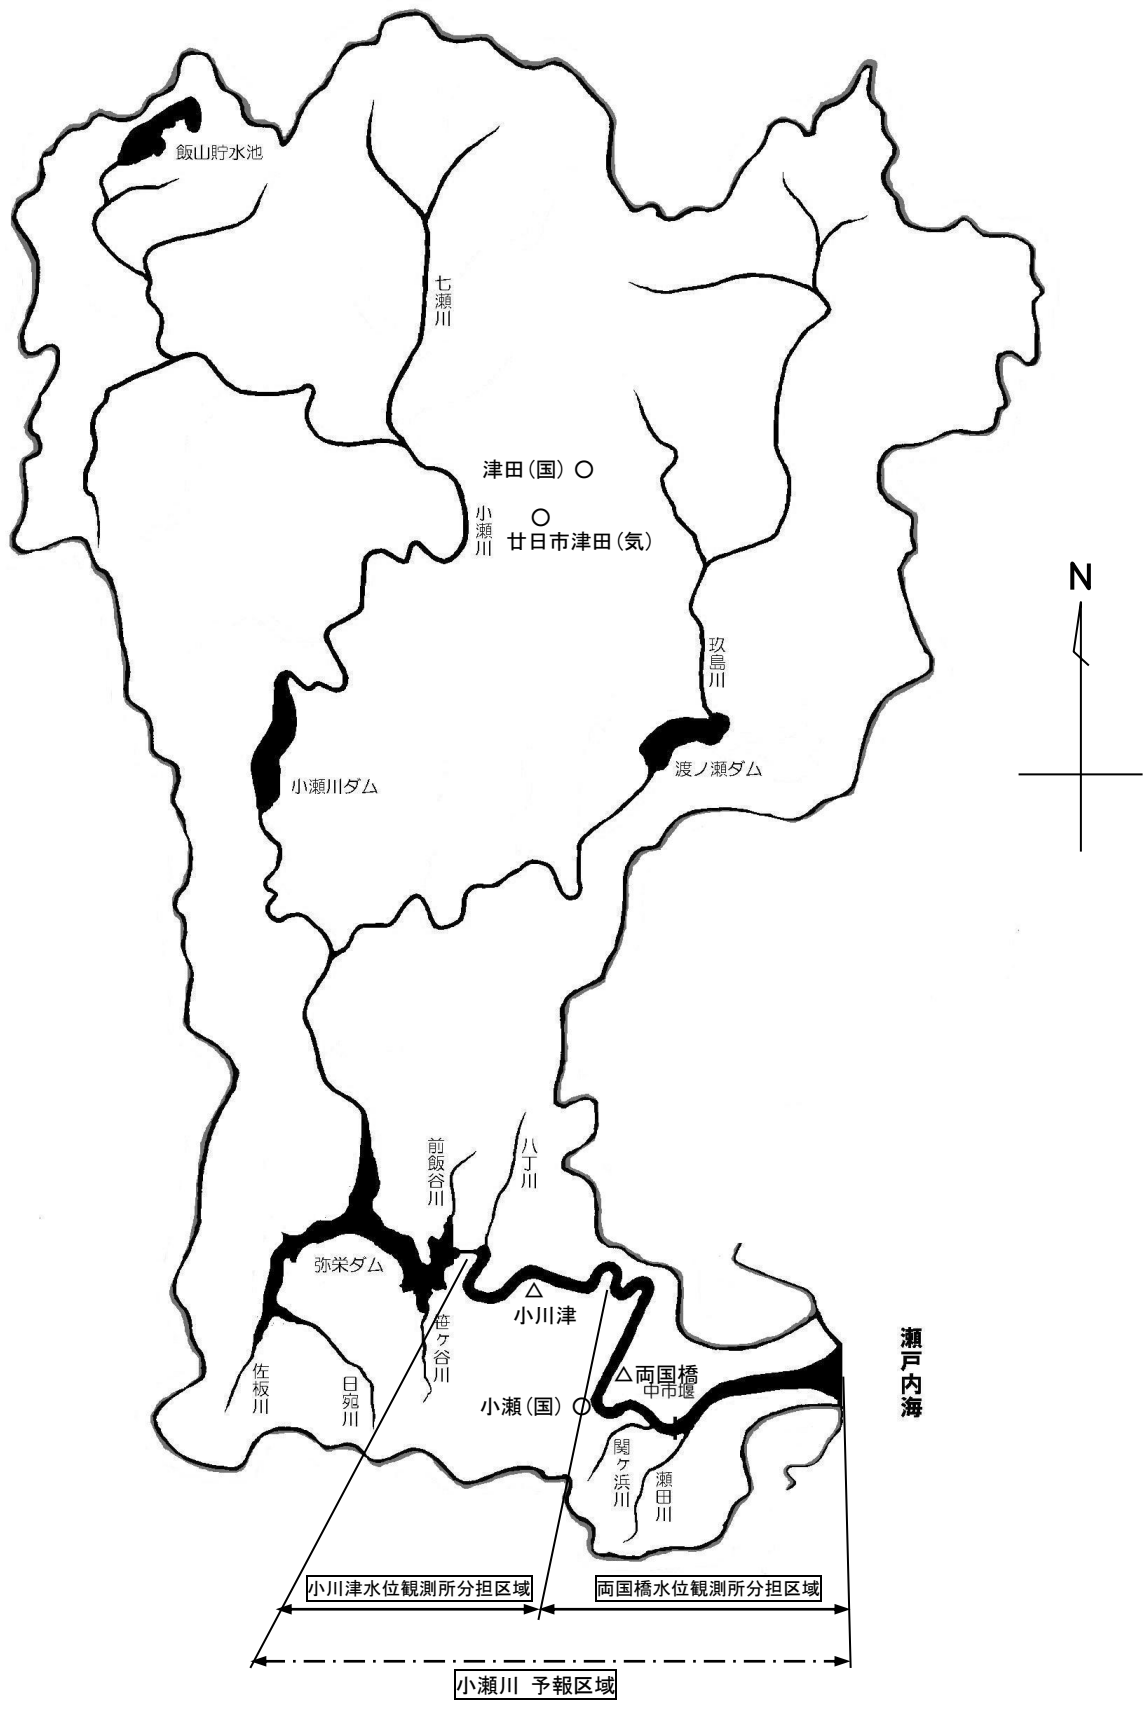 飯山貯水池
七瀬川
津田（国）
小瀬川
廿日市津田（気）
N
玖島川
渡ノ瀬ダム
小瀬川ダム
前飯谷川
八丁川
弥栄ダム
小川津
笹ヶ谷川
瀬戸内海
佐坂川
日宛川
両国橋
中市堰
小瀬（国）
関ヶ浜川
瀬田川
小川津水位観測所分担区域
両国橋水位観測所分担区域
小瀬川 予報区域